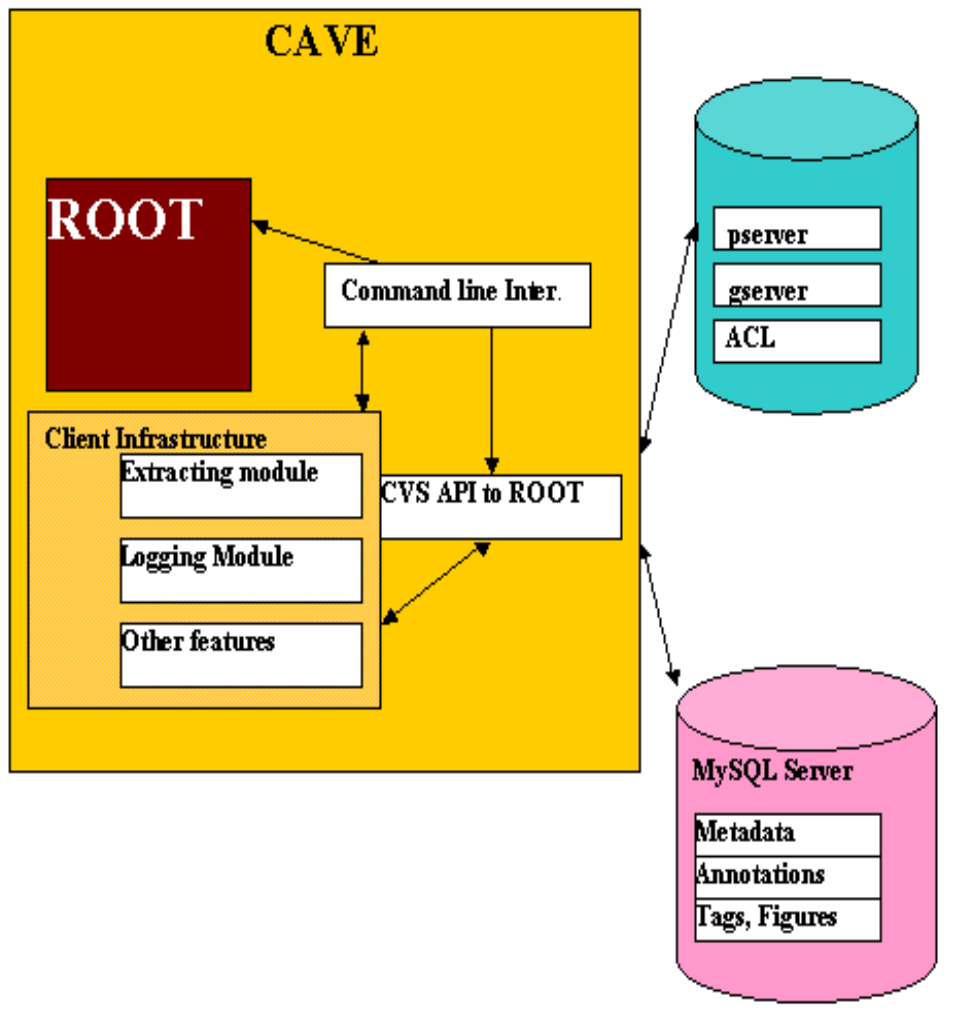 CAVE
ROOT
Command line Inter.
Client Infrastructure
Extracting module
Logging Module
Other features
CVS API to ROOT
pserver
gserver
ACL
MySQL Server
Metadata
Annotations
Tags, Figures